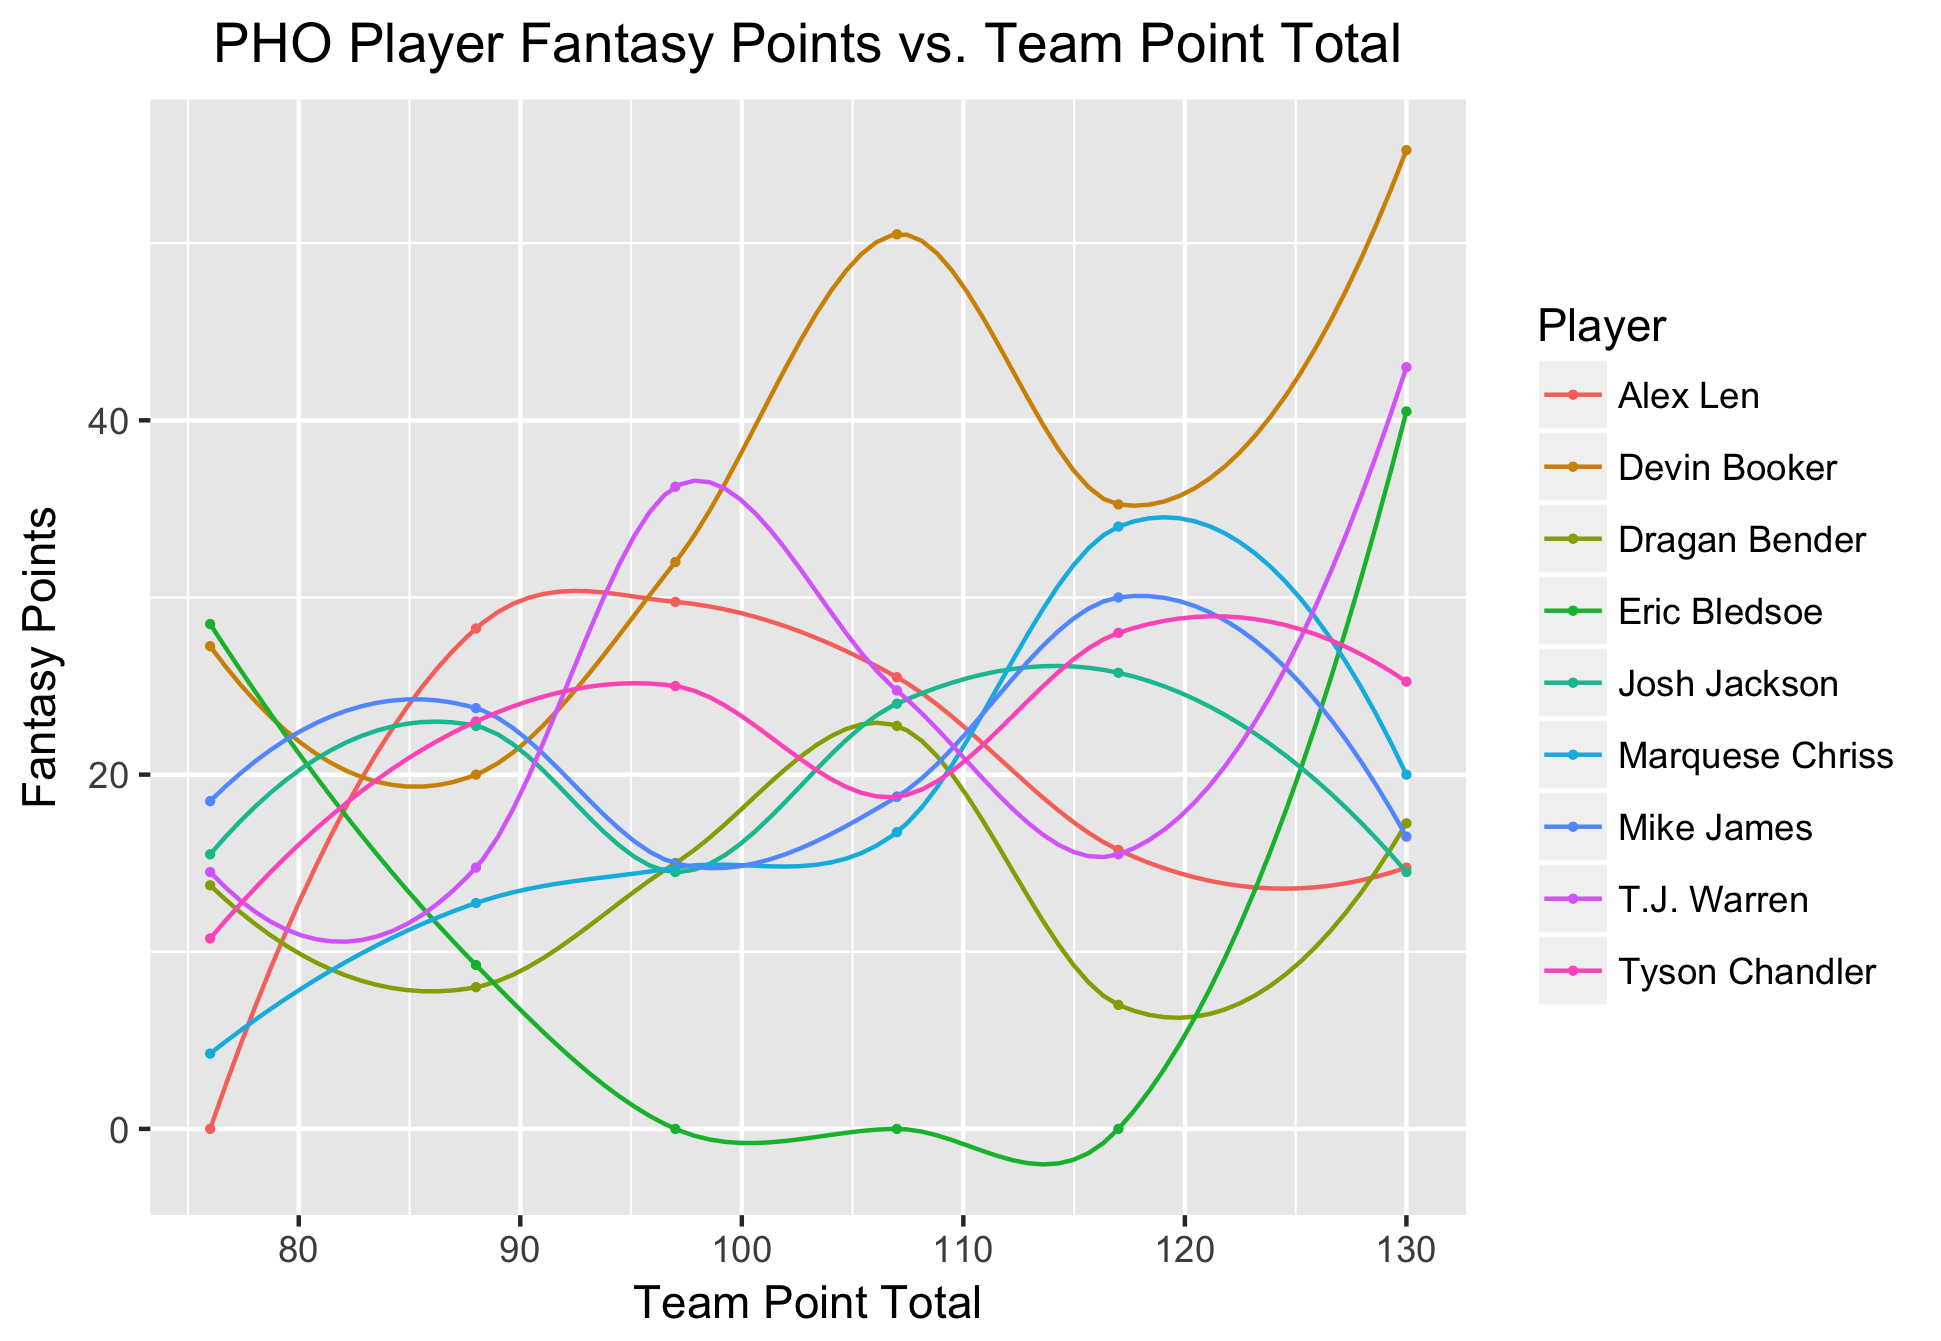 PHO Player Fantasy Points vs. Team Point Total
Fantasy Points
40
20
0
80
90
100
110
120
130
Team Point Total
Player
Alex Len
Devin Booker
Dragan Bender
Eric Bledsoe
Josh Jackson
Marquese Chriss
Mike James
T.J. Warren
Tyson Chandler